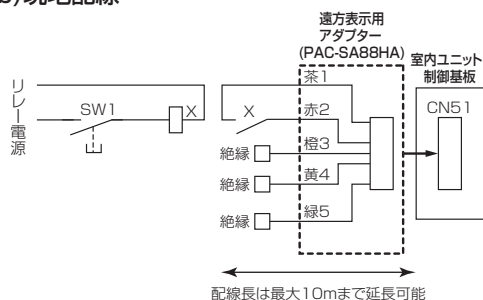 遠方表示用
アダプター
(PAC-SA88HA)
室内ユニット
制御基板
リレー電源
SW1
X
X
茶1
赤2
橙3
黄4
緑5
絶縁
絶縁
絶縁
CN51
配線長は最大10mまで延長可能